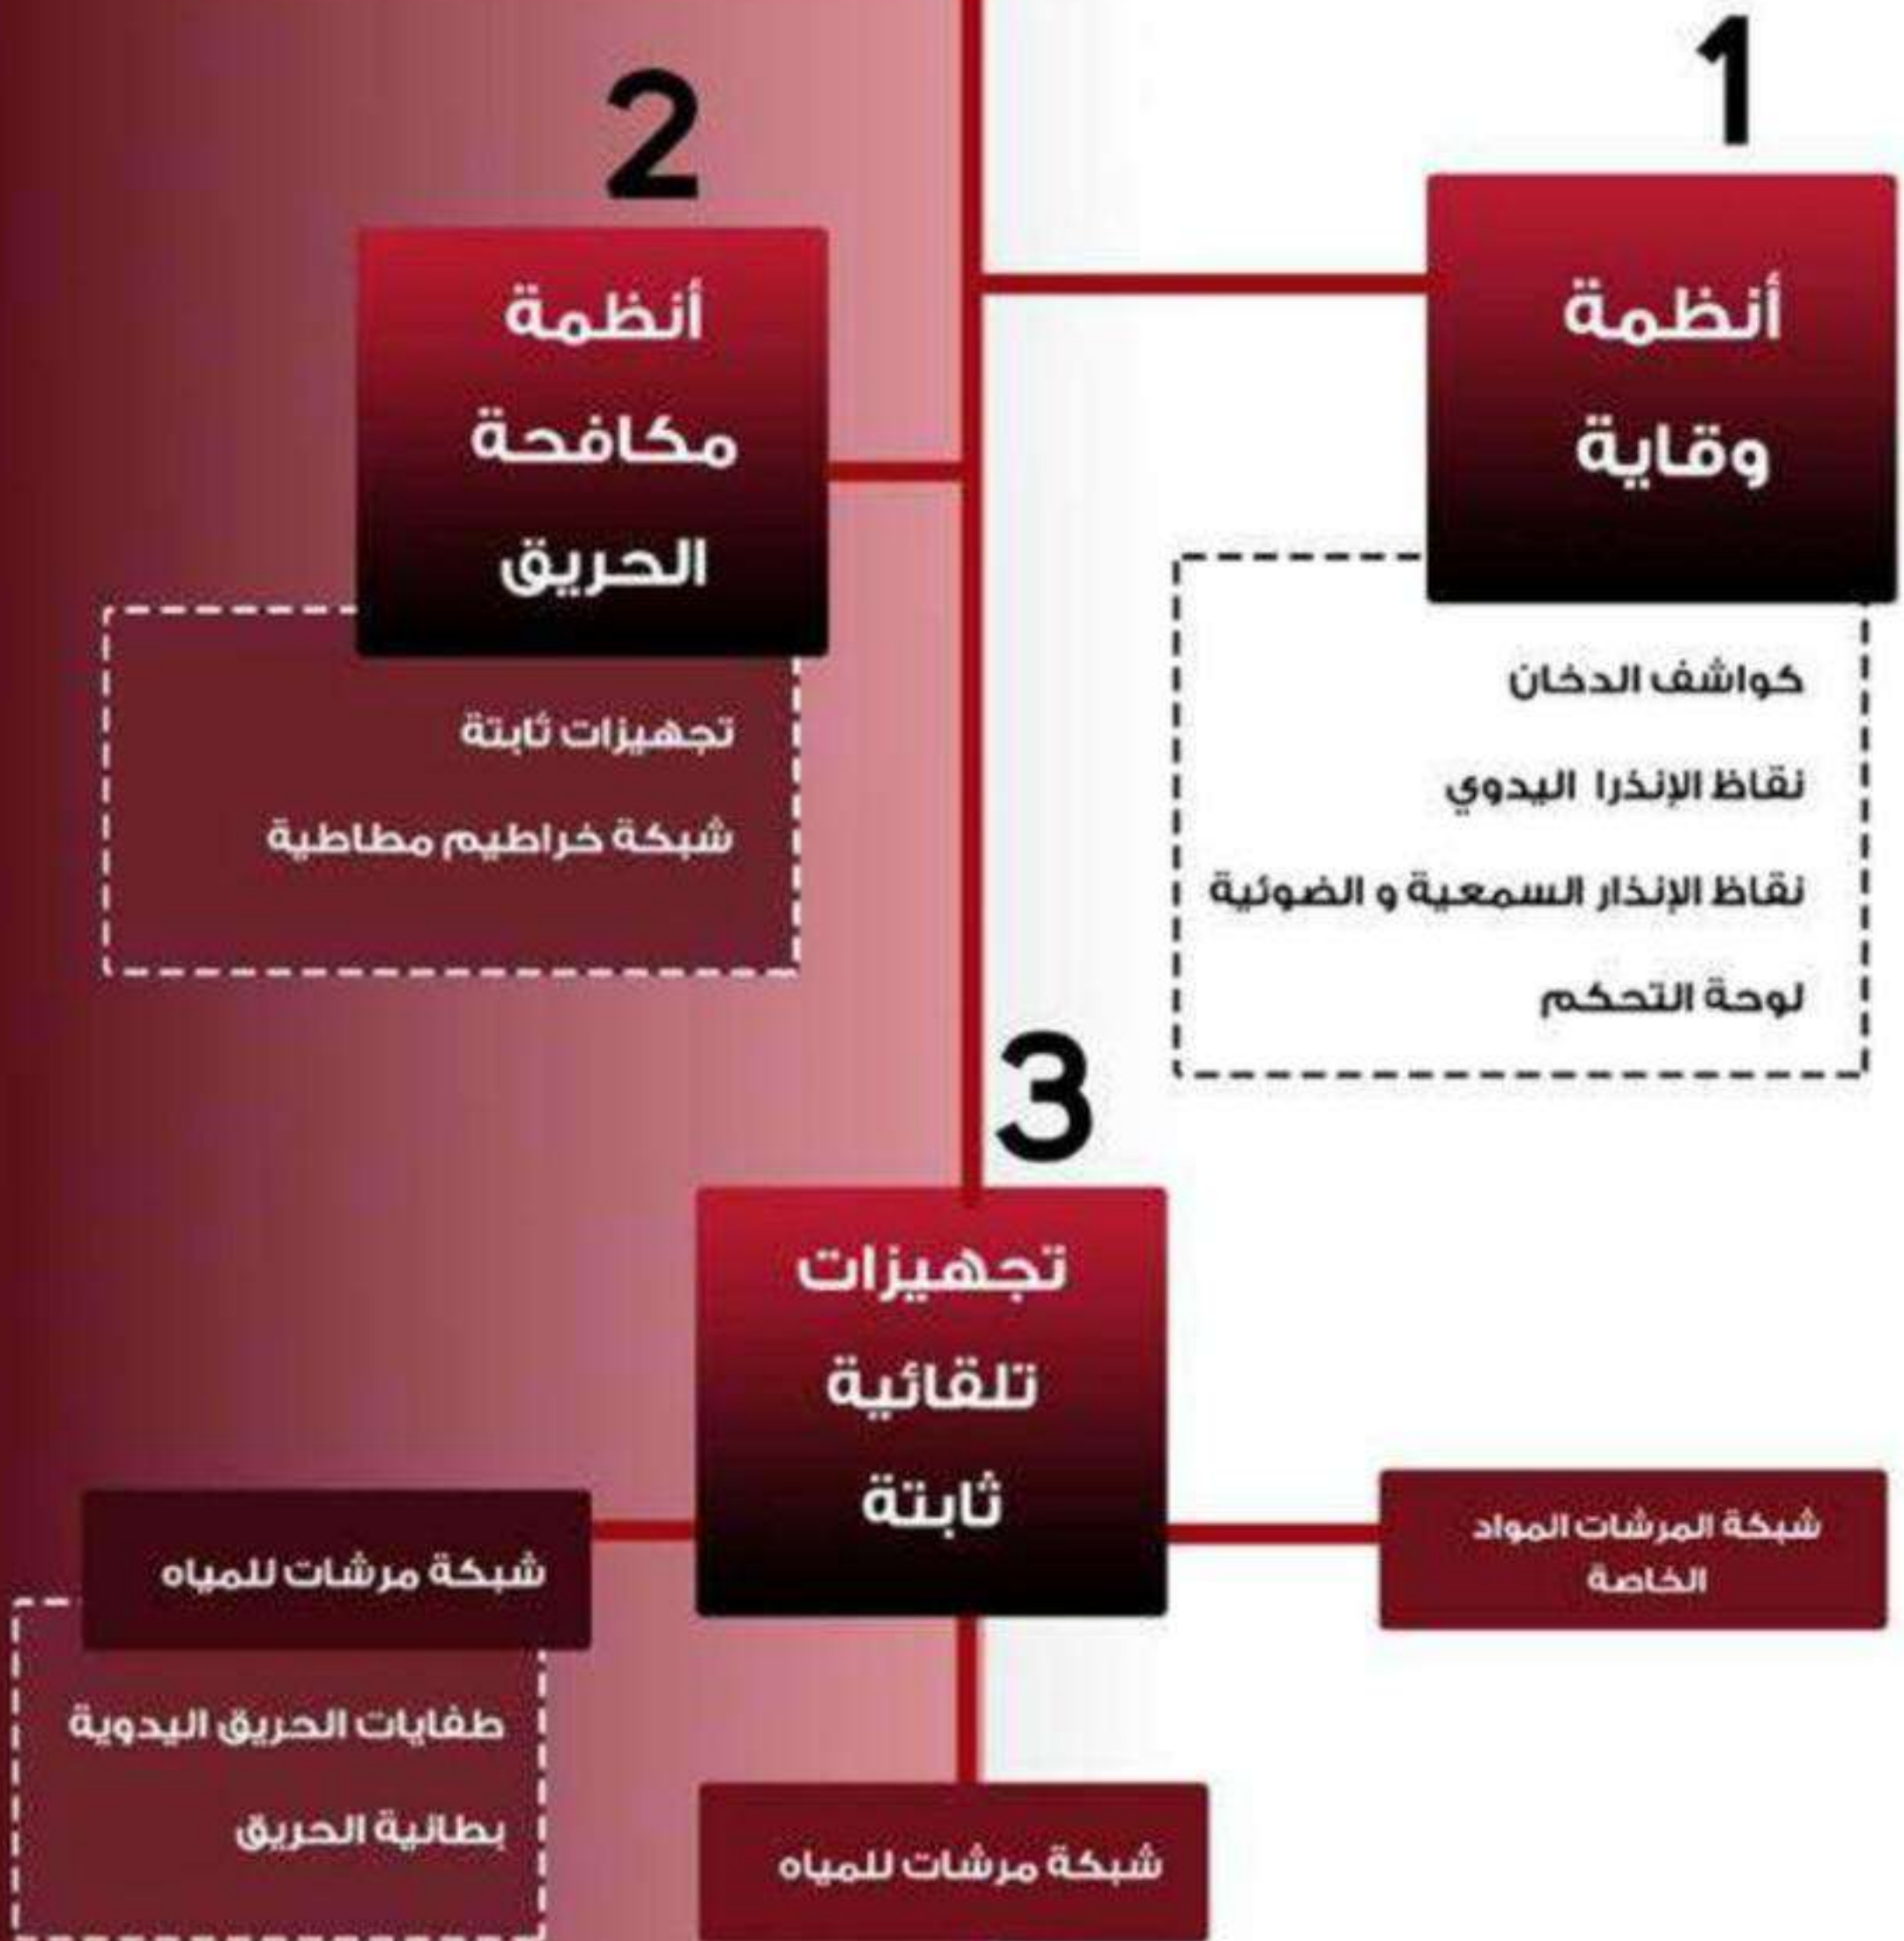 1
أنظمة
وقاية
كواشف الدخان
نقاظ الإنذرا اليدوي
نقاظ الإنذار السمعية و الضوئية
لوحة التحكم
2
أنظمة
مكافحة
الحريق
تجهيزات ثابتة
شبكة خراطيم مطاطية
3
تجهيزات
تلقائية
ثابتة
شبكة المرشات المواد
الخاصة
شبكة مرشات للمياه
شبكة مرشات للمياه
طفايات الحريق اليدوية
بطانية الحريق